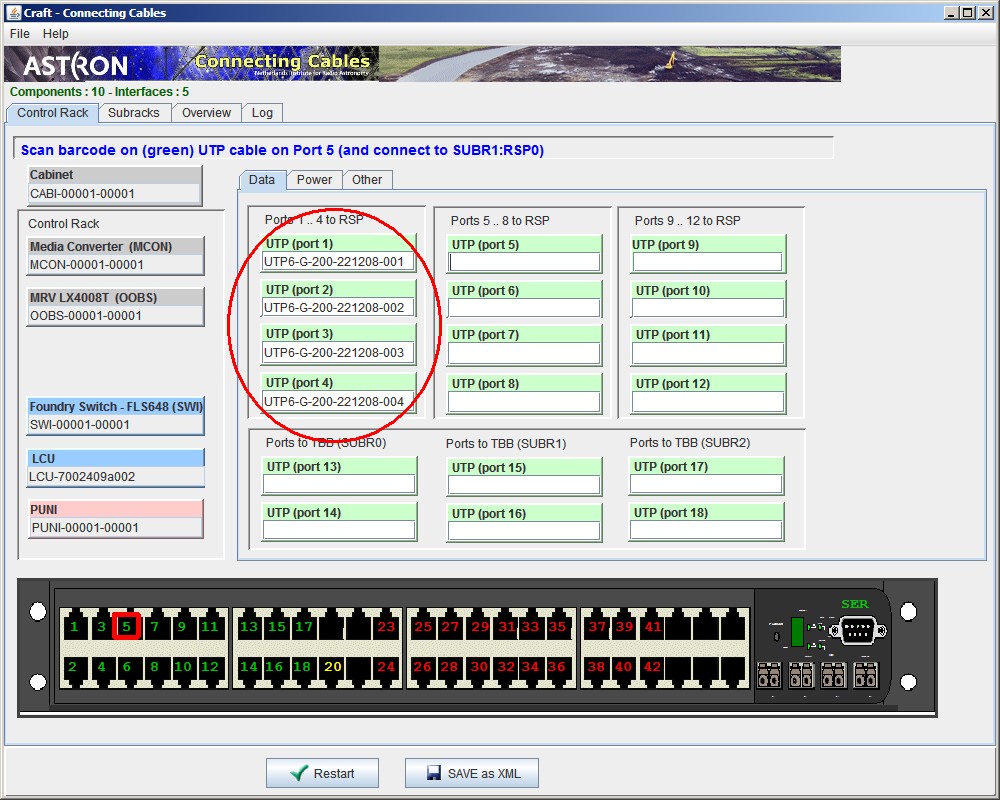 Craft - Connecting Cables
File Help
ASTRON
Connecting Cables
Netherlands Institute for Radio Astronomy
Components : 10 - Interfaces : 5
Control Rack Subracks Overview Log
Scan barcode on (green) UTP cable on Port 5 (and connect to SUBR1:RSP0)
Cabinet
CABI-00001-00001
Control Rack
Media Converter (MCON)
MCON-00001-00001
MRV LX4008T (OOBS)
OOBS-00001-00001
Foundry Switch - FLS648 (SWI)
SWI-00001-00001
LCU
LCU-7002409a002
PUNI
PUNI-00001-00001
Data Power Other
Ports 1 .. 4 to RSP
UTP (port 1)
UTP6-G-200-221208-001
UTP (port 2)
UTP6-G-200-221208-002
UTP (port 3)
UTP6-G-200-221208-003
UTP (port 4)
UTP6-G-200-221208-004
Ports 5 .. 8 to RSP
UTP (port 5)
UTP (port 6)
UTP (port 7)
UTP (port 8)
Ports 9 .. 12 to RSP
UTP (port 9)
UTP (port 10)
UTP (port 11)
UTP (port 12)
Ports to TBB (SUBR0)
UTP (port 13)
UTP (port 14)
Ports to TBB (SUBR1)
UTP (port 15)
UTP (port 16)
Ports to TBB (SUBR2)
UTP (port 17)
UTP (port 18)
1 3 5 7 9 11 13 15 17 23 25 27 29 31 33 35 37 39 41
2 4 6 8 10 12 14 16 18 20 24 26 28 30 32 34 36 38 40 42
SER
Restart SAVE as XML